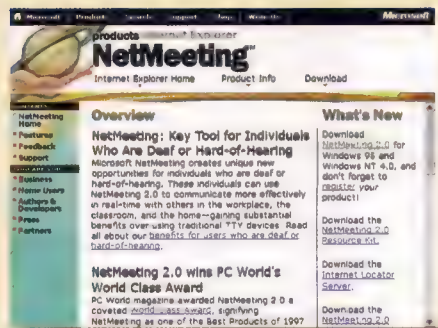 Microsoft Products Search Support Shop Write Us Microsoft
products Internet Explorer
NetMeeting™
Internet Explorer Home Product Info Download
NetMeeting Home
Features
Feedback
Support
Business
Home Users
Authors & Developers
Press
Partners
Overview
NetMeeting: Key Tool for Individuals
Who Are Deaf or Hard-of-Hearing
Microsoft NetMeeting creates unique new
opportunities for individuals who are deaf or
hard-of-hearing. These individuals can use
NetMeeting 2.0 to communicate more effectively
in real-time with others in the workplace, the
classroom, and the home—gaining substantial
benefits over using traditional TTY devices. Read
all about our benefits for users who are deaf or
hard-of-hearing.
NetMeeting 2.0 wins PC World's
World Class Award
PC World magazine awarded NetMeeting 2.0 a
coveted World Class Award, signifying
NetMeeting as one of the Best Products of 1997
What's New
Download
NetMeeting 2.0 for
Windows 95 and
Windows NT 4.0, and
don't forget to
register your
product!
Download the
NetMeeting 2.0
Resource Kit.
Download the
Internet Locator
Server.
Download the
NetMeeting 2.0